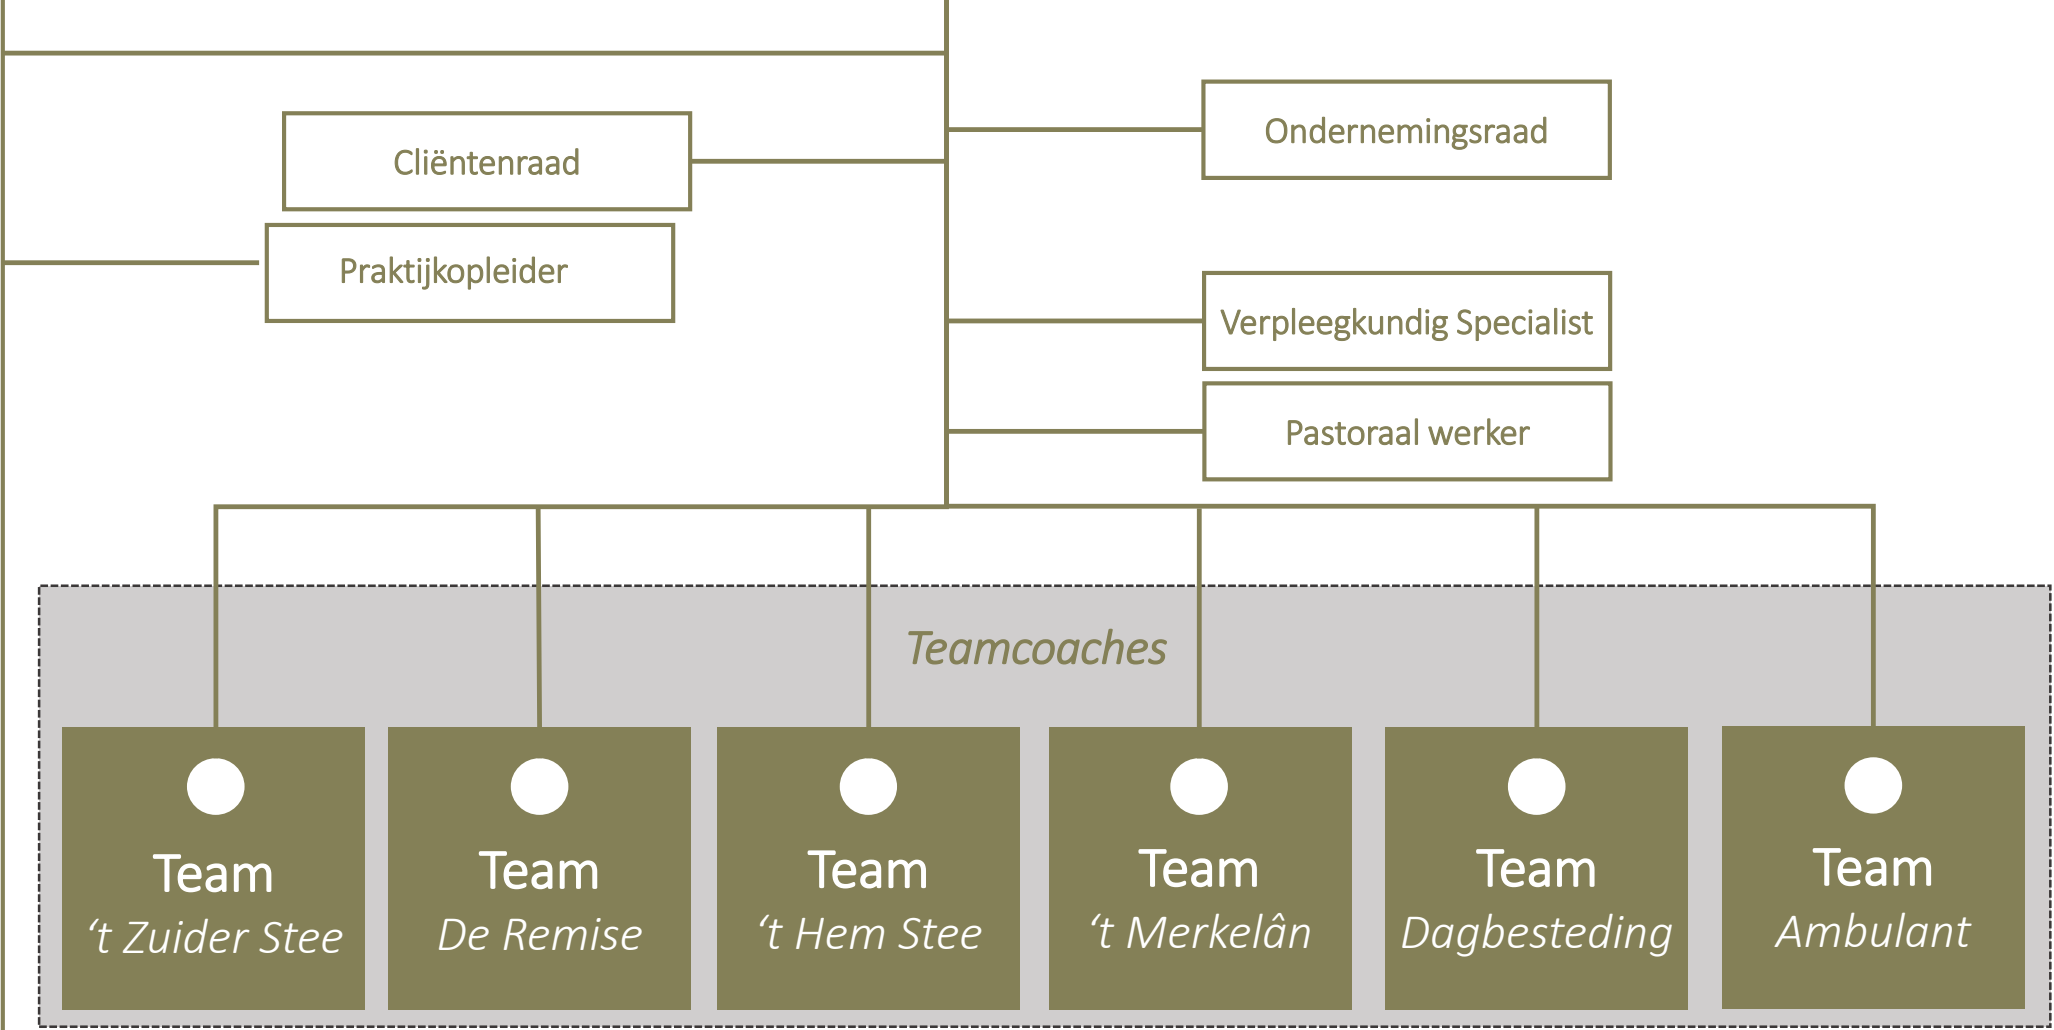 Ondernemingsraad
Cliëntenraad
Praktijkopleider
Verpleegkundig Specialist
Pastoraal werker
Teamcoaches
Team
‘t Zuider Stee
Team
De Remise
Team
‘t Hem Stee
Team
‘t Merkelân
Team
Dagbesteding
Team
Ambulant